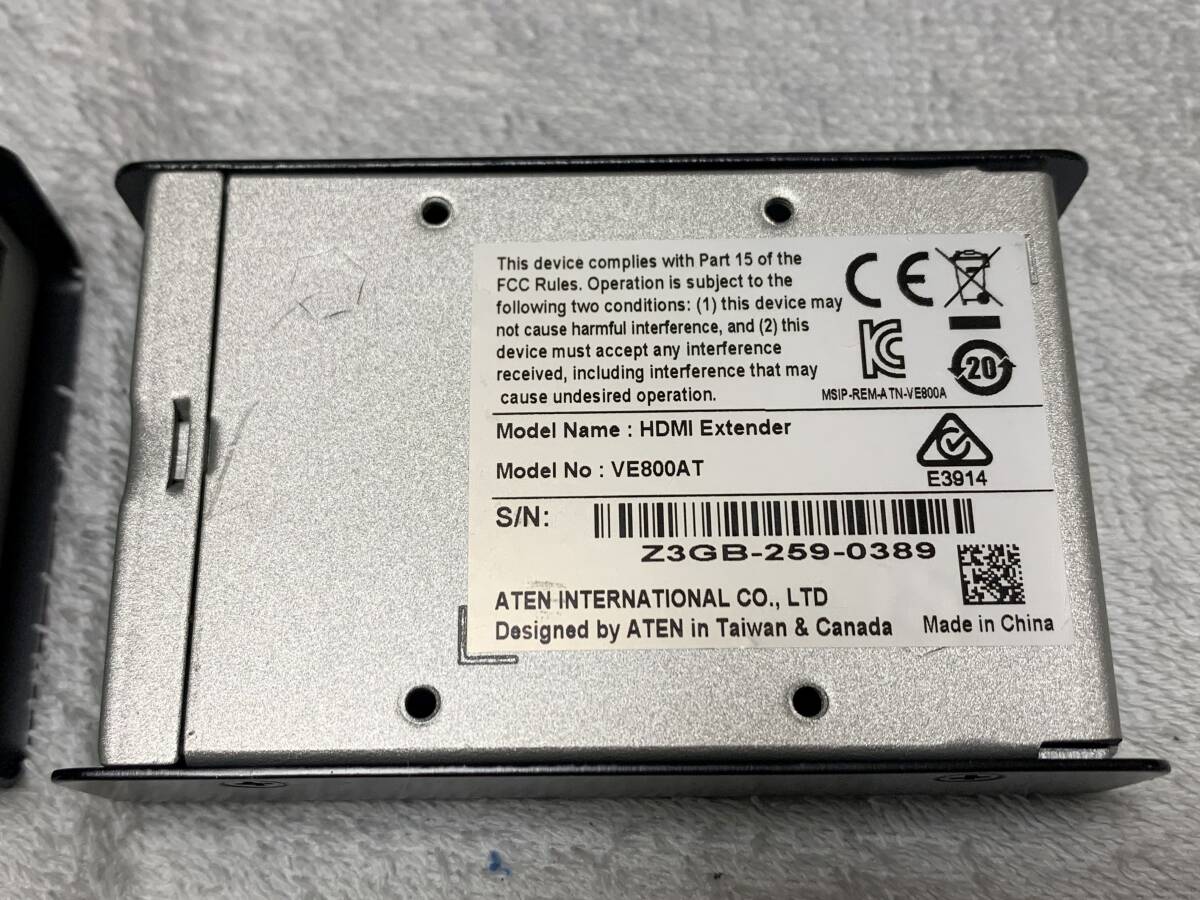 This device complies with Part 15 of the
FCC Rules. Operation is subject to the
following two conditions: (1) this device may
not cause harmful interference, and (2) this
device must accept any interference
received, including interference that may
cause undesired operation.
CE
KC
20
MSIP-REM-ATN-VE800A
Model Name : HDMI Extender
Model No : VE800AT
E3914
S/N:
Z3GB-259-0389
ATEN INTERNATIONAL CO., LTD
Designed by ATEN in Taiwan & Canada
Made in China